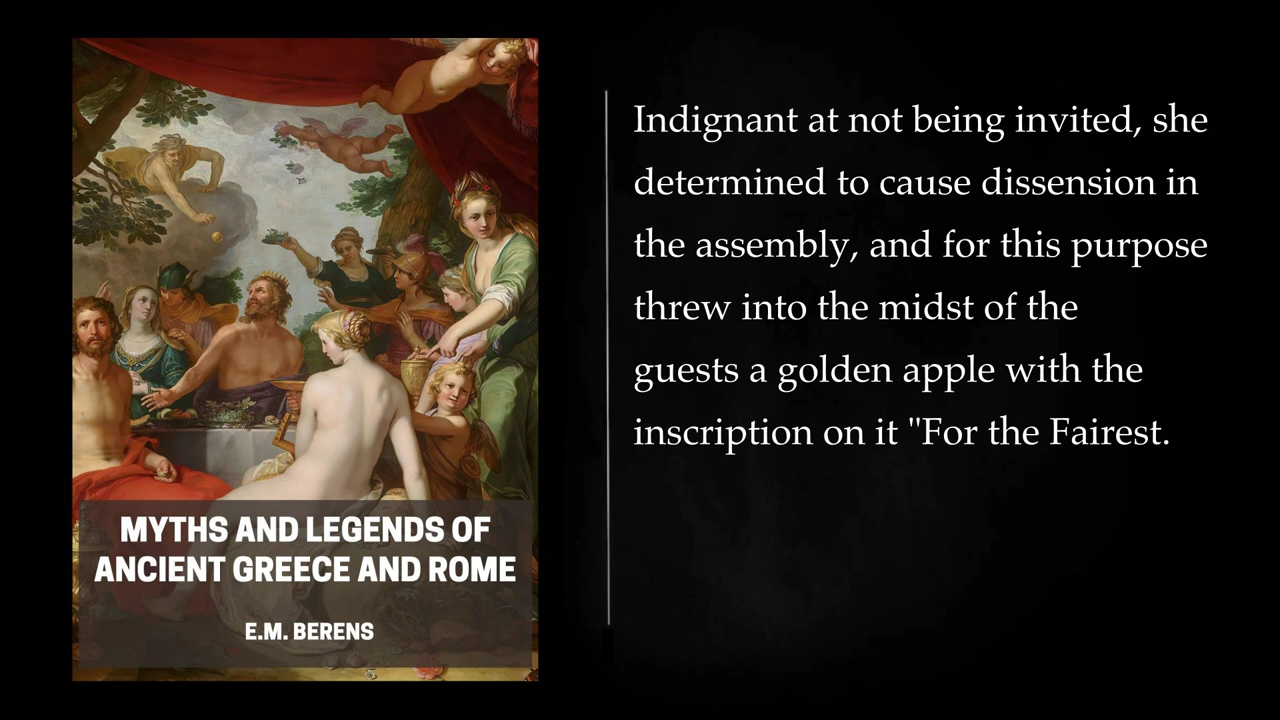 MYTHS AND LEGENDS OF
ANCIENT GREECE AND ROME
E.M. BERENS
Indignant at not being invited, she
determined to cause dissension in
the assembly, and for this purpose
threw into the midst of the
guests a golden apple with the
inscription on it "For the Fairest.